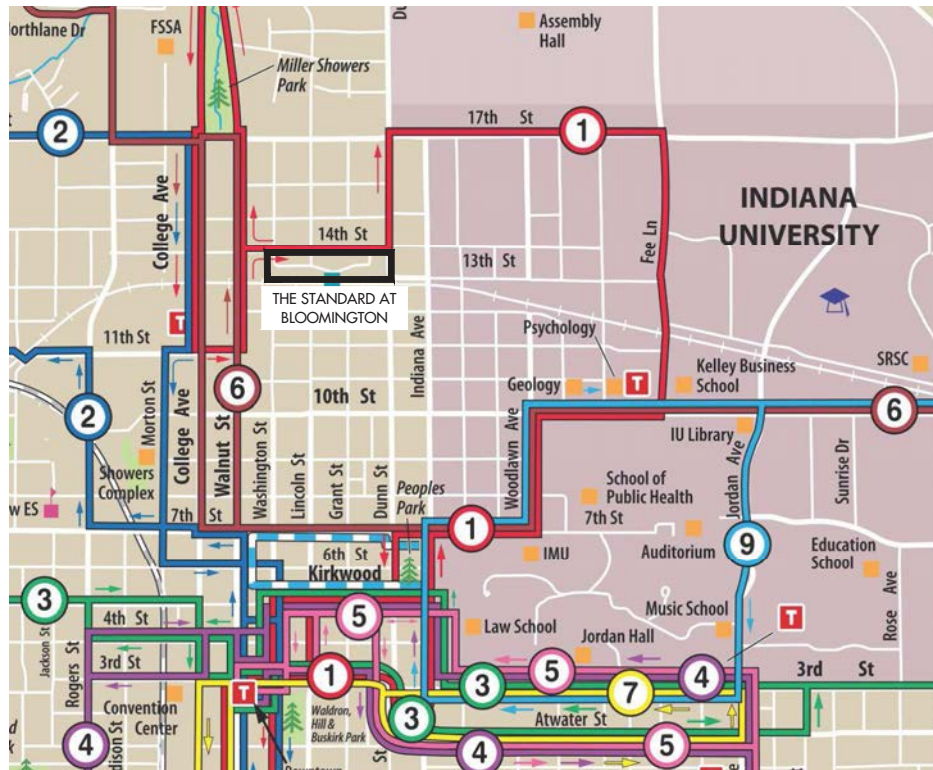 orthlane Dr
FSSA
Assembly
Hall
Miller Showers
Park
17th St
1
2
College Ave
INDIANA
UNIVERSITY
14th St
13th St
Fee Ln
THE STANDARD AT
BLOOMINGTON
T
11th St
Indiana Ave
Psychology
SRSC
Kelley Business
School
Geology
T
6
10th St
6
2
Morton St
College Ave
Walnut St
Washington St
Lincoln St
Grant St
Dunn St
Woodlawn Ave
IU Library
Jordan Ave
Sunrise Dr
Showers
Complex
School of
Public Health
Peoples
Park
w ES
7th St
7th St
1
IMU
Auditorium
9
Education
School
6th St
Kirkwood
3
5
Music School
Rose Ave
4th St
Law School
Jordan Hall
T
Jackson St
Rogers St
3rd St
1
3
5
7
4
3rd St
T
Convention
Center
Waldron,
Hill &
Buskirk Park
3
Atwater St
4
4
5
St